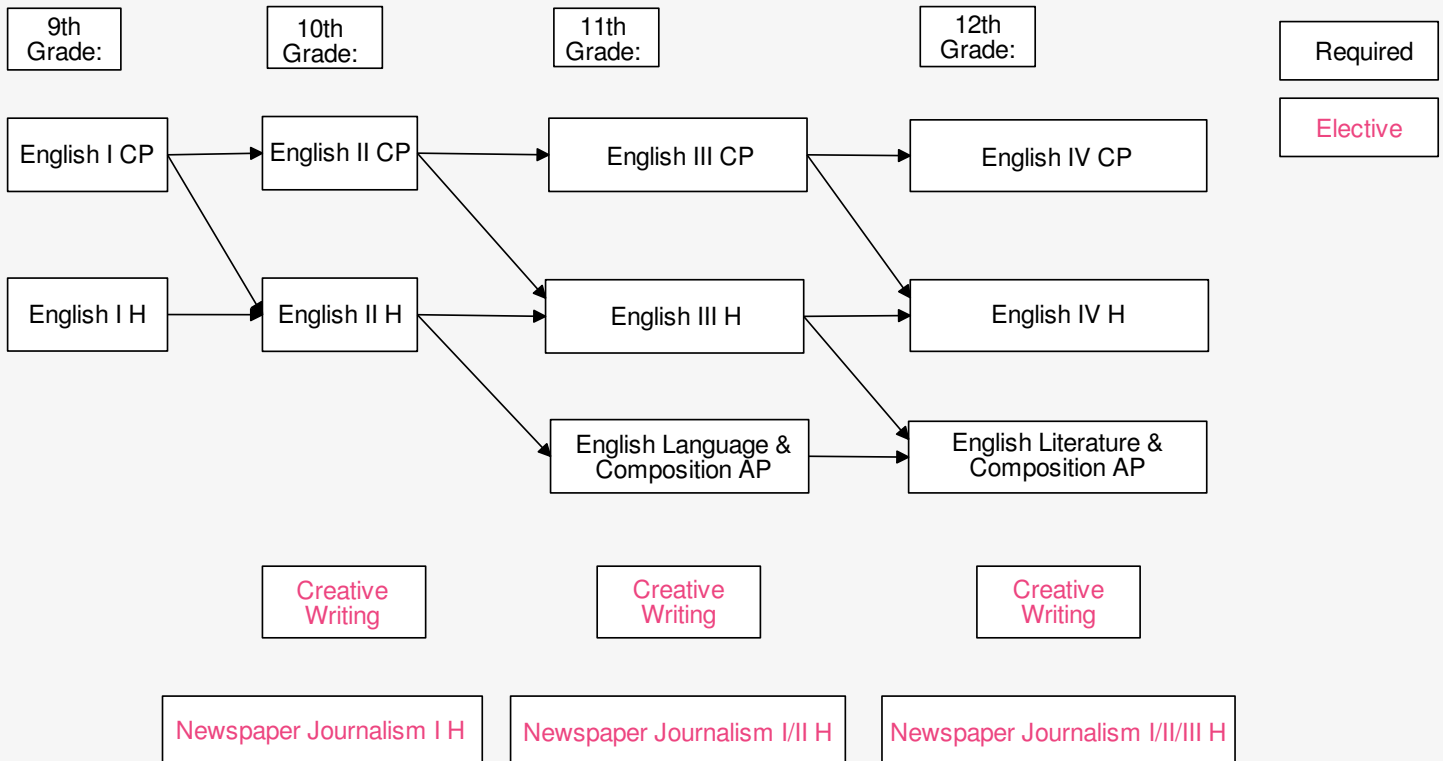 9th
Grade:
10th
Grade:
11th
Grade:
12th
Grade:
Required
Elective
English I CP
English II CP
English III CP
English IV CP
English I H
English II H
English III H
English IV H
English Language &
Composition AP
English Literature &
Composition AP
Creative
Writing
Creative
Writing
Creative
Writing
Newspaper Journalism I H
Newspaper Journalism I/II H
Newspaper Journalism I/II/III H